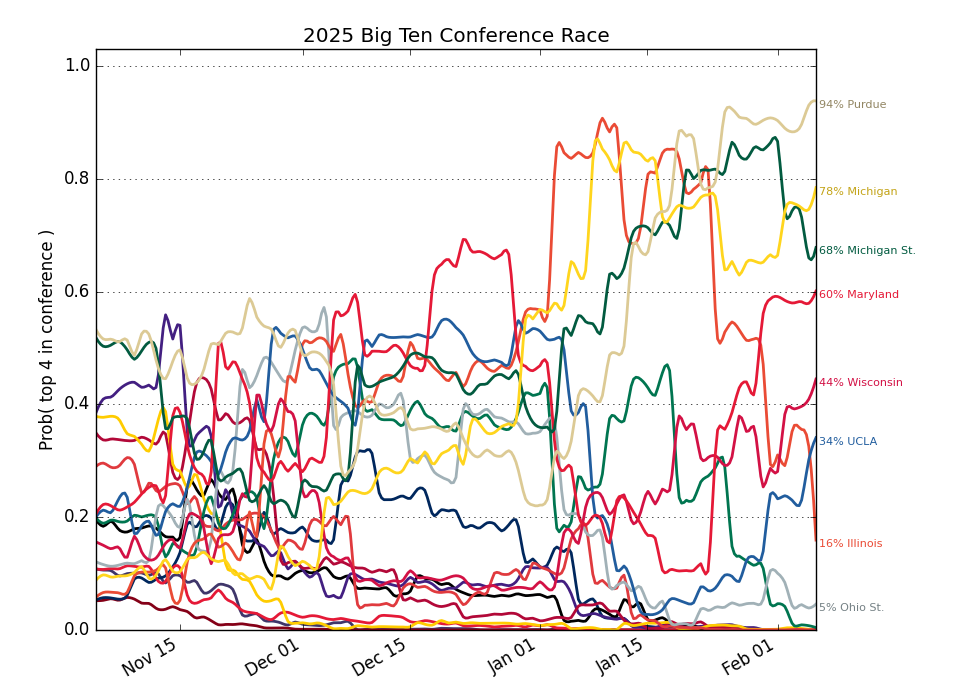 2025 Big Ten Conference Race
1.0
0.8
0.6
0.4
0.2
0.0
Prob( top 4 in conference )
94% Purdue
78% Michigan
68% Michigan St.
60% Maryland
44% Wisconsin
34% UCLA
16% Illinois
5% Ohio St.
Nov 15
Dec 01
Dec 15
Jan 01
Jan 15
Feb 01